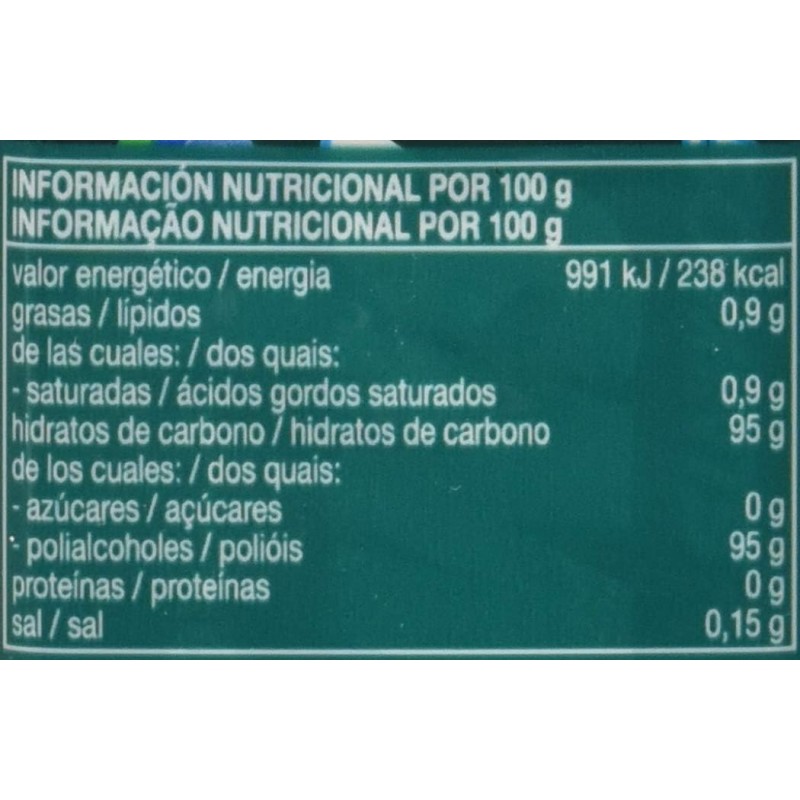 INFORMACIÓN NUTRICIONAL POR 100 g
INFORMAÇÃO NUTRICIONAL POR 100 g
valor energético / energia 991 kJ / 238 kcal
grasas / lípidos 0,9 g
de las cuales: / dos quais:
- saturadas / ácidos gordos saturados 0,9 g
hidratos de carbono / hidratos de carbono 95 g
de los cuales: / dos quais:
- azúcares / açúcares 0 g
- polialcoholes / polióis 95 g
proteínas / proteínas 0 g
sal / sal 0,15 g